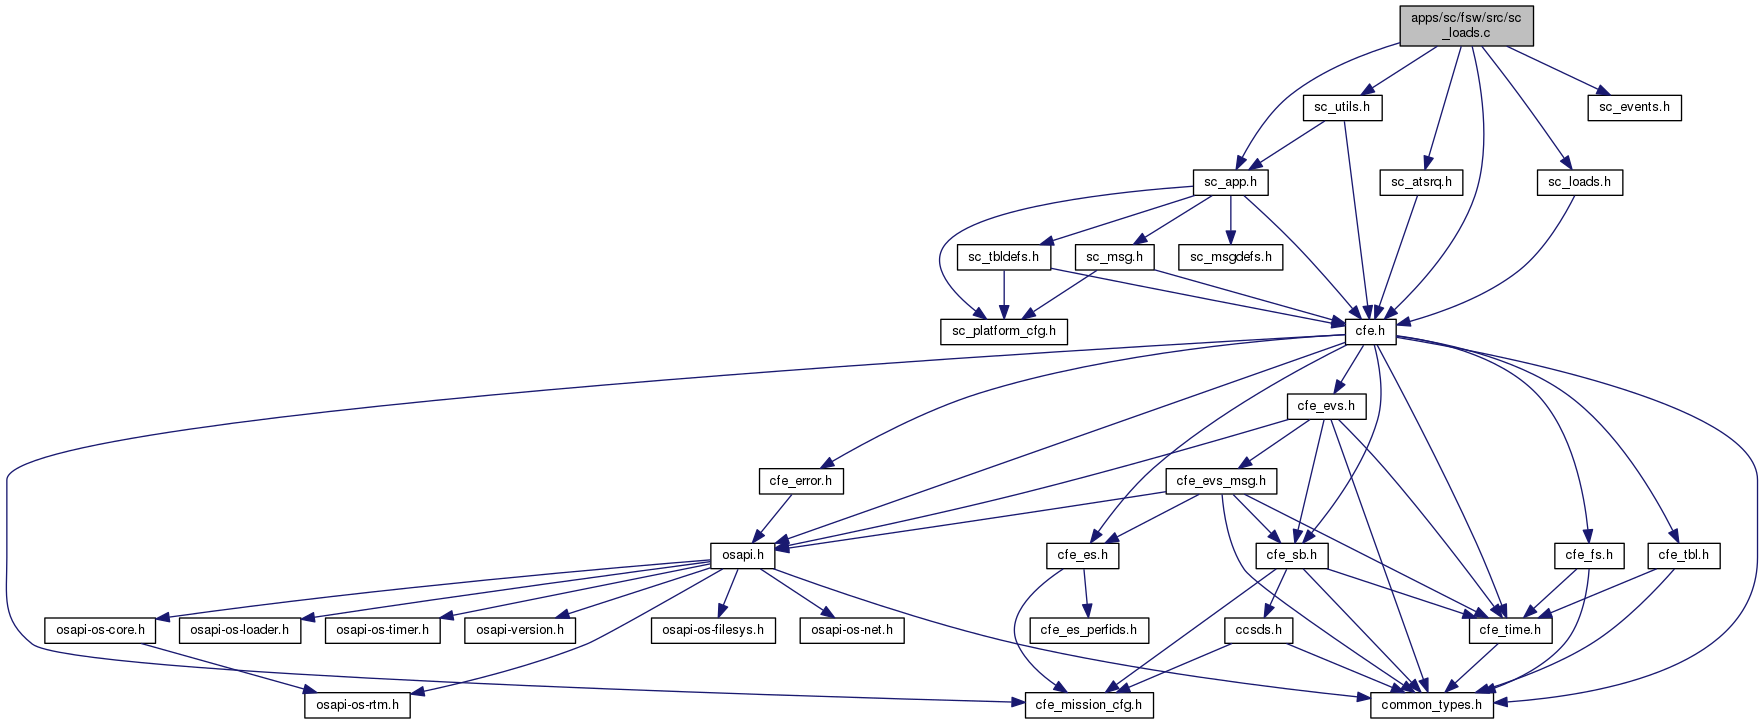 apps/sc/fsw/src/sc
_loads.c
sc_utils.h
sc_events.h
sc_app.h
sc_atsrq.h
sc_loads.h
sc_tbldefs.h
sc_msg.h
sc_msgdefs.h
sc_platform_cfg.h
cfe.h
cfe_evs.h
cfe_error.h
cfe_evs_msg.h
osapi.h
cfe_es.h
cfe_sb.h
cfe_fs.h
cfe_tbl.h
osapi-os-core.h
osapi-os-loader.h
osapi-os-timer.h
osapi-version.h
osapi-os-filesys.h
osapi-os-net.h
cfe_es_perfids.h
ccsds.h
cfe_time.h
osapi-os-rtm.h
cfe_mission_cfg.h
common_types.h